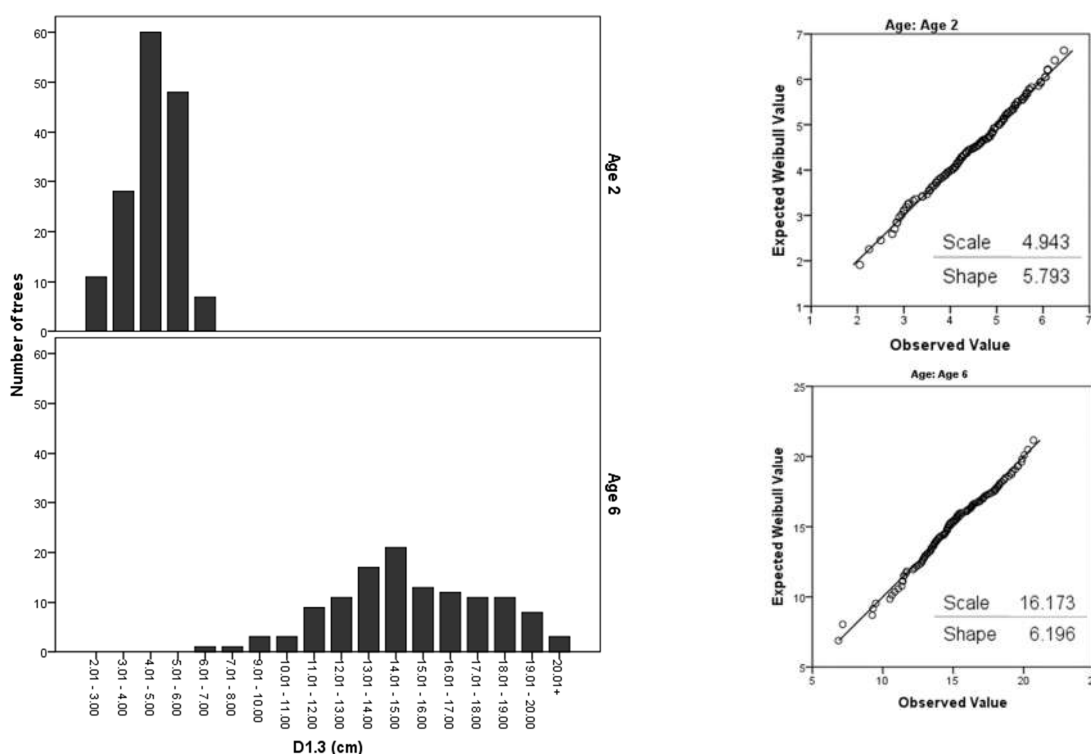 Number of trees
60
50
40
30
20
10
0
Age 2
60
50
40
30
20
10
0
Age 6
2.01 - 3.00
3.01 - 4.00
4.01 - 5.00
5.01 - 6.00
6.01 - 7.00
7.01 - 8.00
9.01 - 10.00
10.01 - 11.00
11.01 - 12.00
12.01 - 13.00
13.01 - 14.00
14.01 - 15.00
15.01 - 16.00
16.01 - 17.00
17.01 - 18.00
18.01 - 19.00
19.01 - 20.00
20.01+
D1.3 (cm)
Age: Age 2
Expected Weibull Value
7
6
5
4
3
2
1
Scale 4.943
Shape 5.793
1 2 3 4 5 6 7
Observed Value
Age: Age 6
Expected Weibull Value
25
20
15
10
5
Scale 16.173
Shape 6.196
5 10 15 20
Observed Value